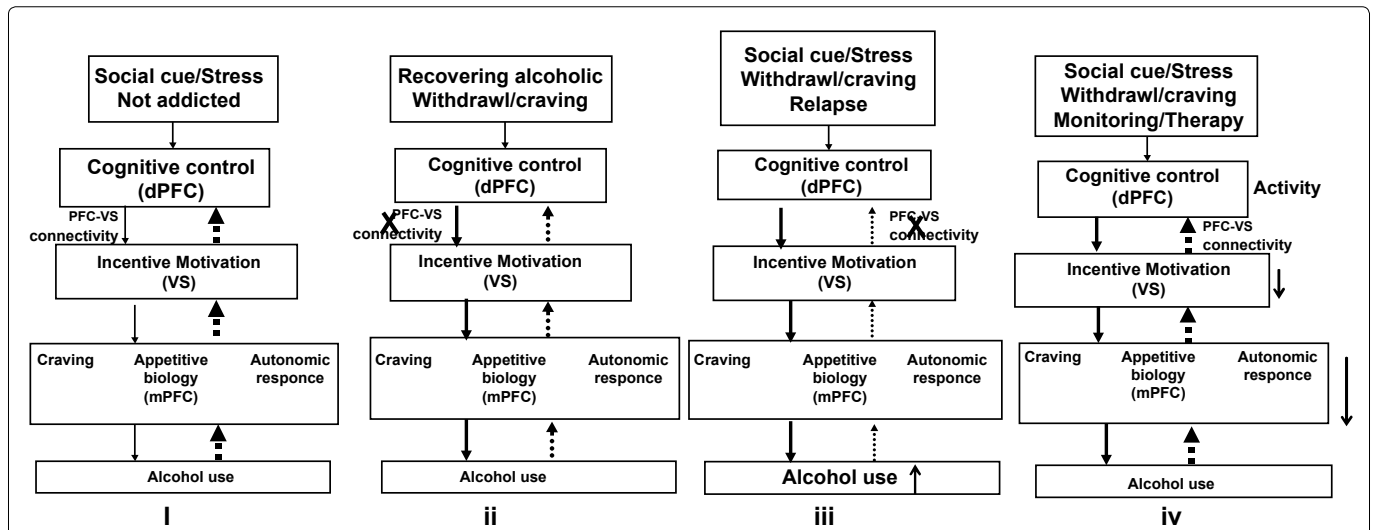 Social cue/Stress
Not addicted
Cognitive control
(dPFC)
PFC-VS
connectivity
Incentive Motivation
(VS)
Craving Appetitive Autonomic
biology responce
(mPFC)
Alcohol use
I
Recovering alcoholic
Withdrawl/craving
Cognitive control
(dPFC)
X
PFC-VS
connectivity
Incentive Motivation
(VS)
Craving Appetitive Autonomic
biology responce
(mPFC)
Alcohol use
ii
Social cue/Stress
Withdrawl/craving
Relapse
Cognitive control
(dPFC)
PFC-VS
X
connectivity
Incentive Motivation
(VS)
Craving Appetitive Autonomic
biology responce
(mPFC)
Alcohol use
iii
Social cue/Stress
Withdrawl/craving
Monitoring/Therapy
Cognitive control
(dPFC)
Activity
PFC-VS
connectivity
Incentive Motivation
(VS)
Craving Appetitive Autonomic
biology responce
(mPFC)
Alcohol use
iv